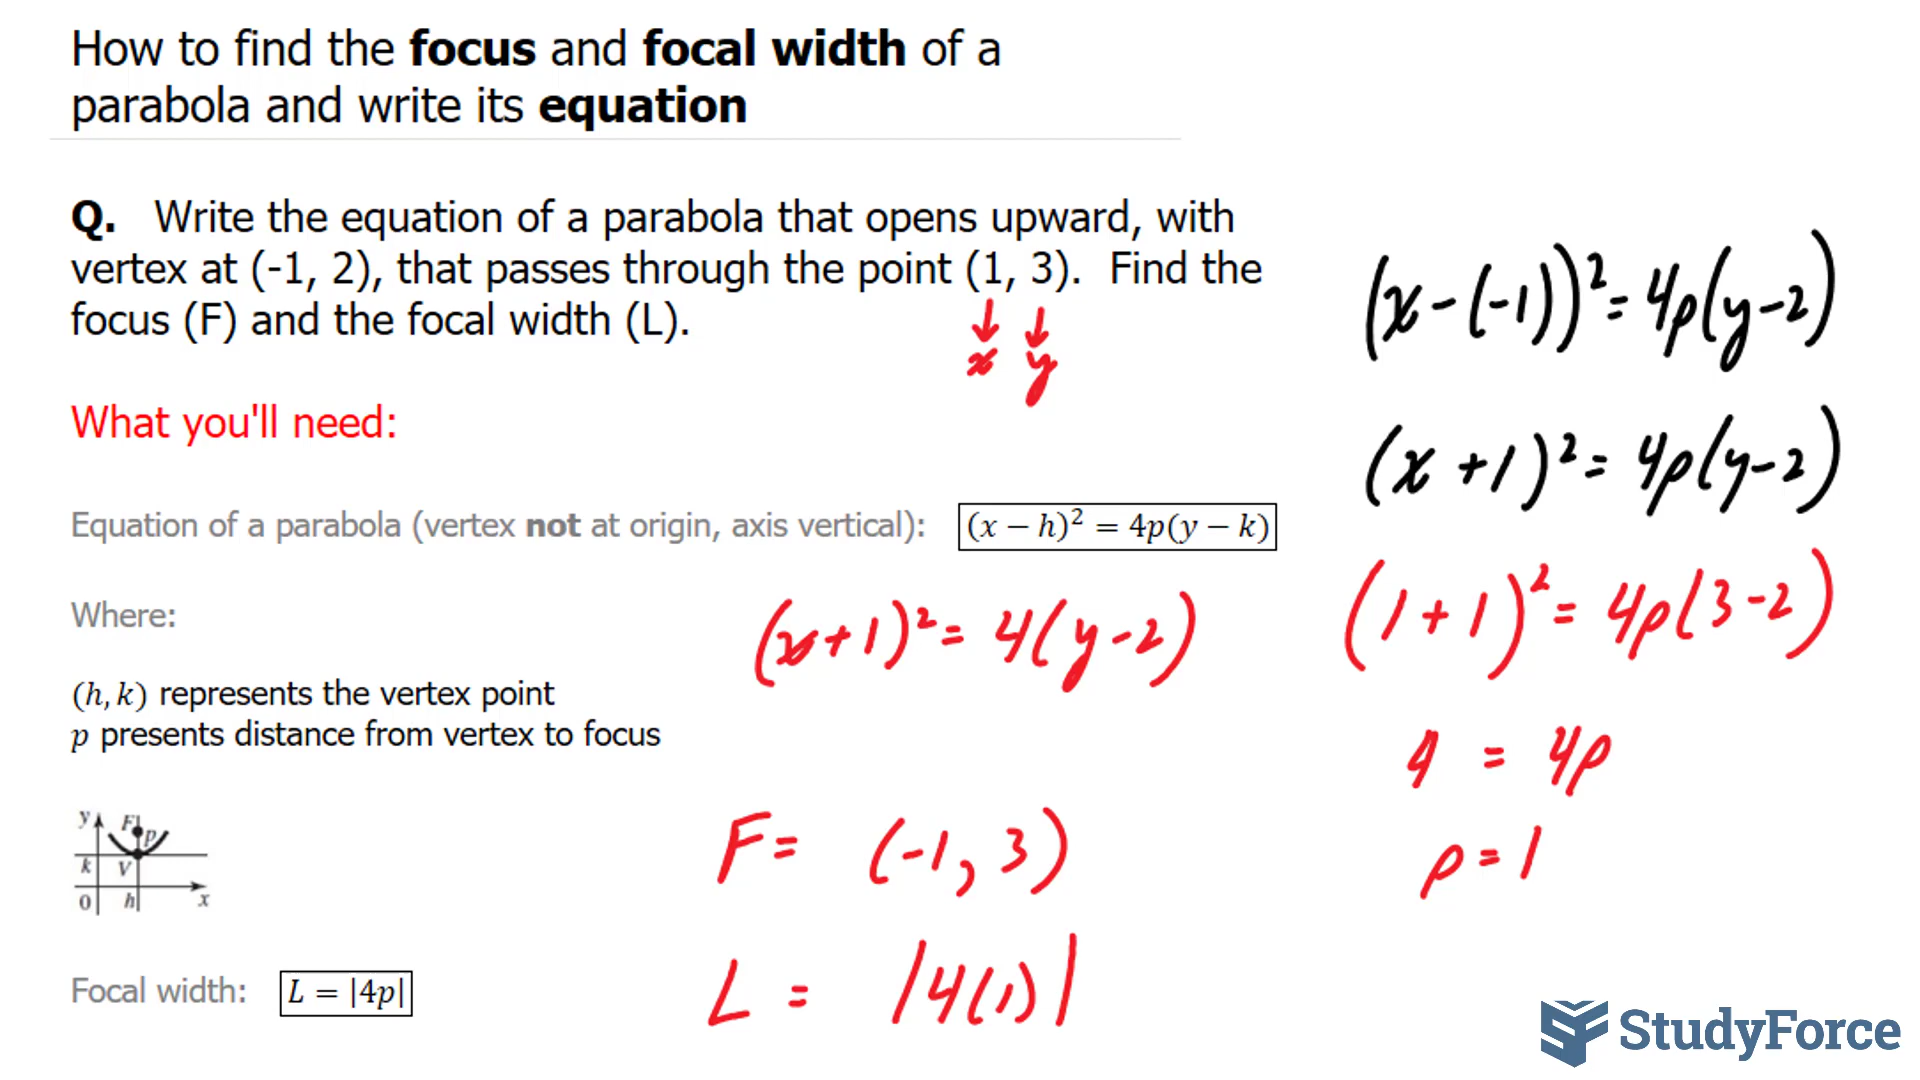 How to find the focus and focal width of a
parabola and write its equation
Q. Write the equation of a parabola that opens upward, with
vertex at (-1, 2), that passes through the point (1, 3). Find the
focus (F) and the focal width (L).
x y
What you'll need:
Equation of a parabola (vertex not at origin, axis vertical): (x − h)² = 4p(y − k)
Where:
(h, k) represents the vertex point
p presents distance from vertex to focus
y F p
k V
0 h x
Focal width: L = |4p|
(x+1)² = 4(y-2)
F = (-1, 3)
L = |4(1)|
(x-(-1))² = 4p(y-2)
(x +1)² = 4p(y-2)
(1+1)² = 4p(3-2)
4 = 4p
p = 1
StudyForce